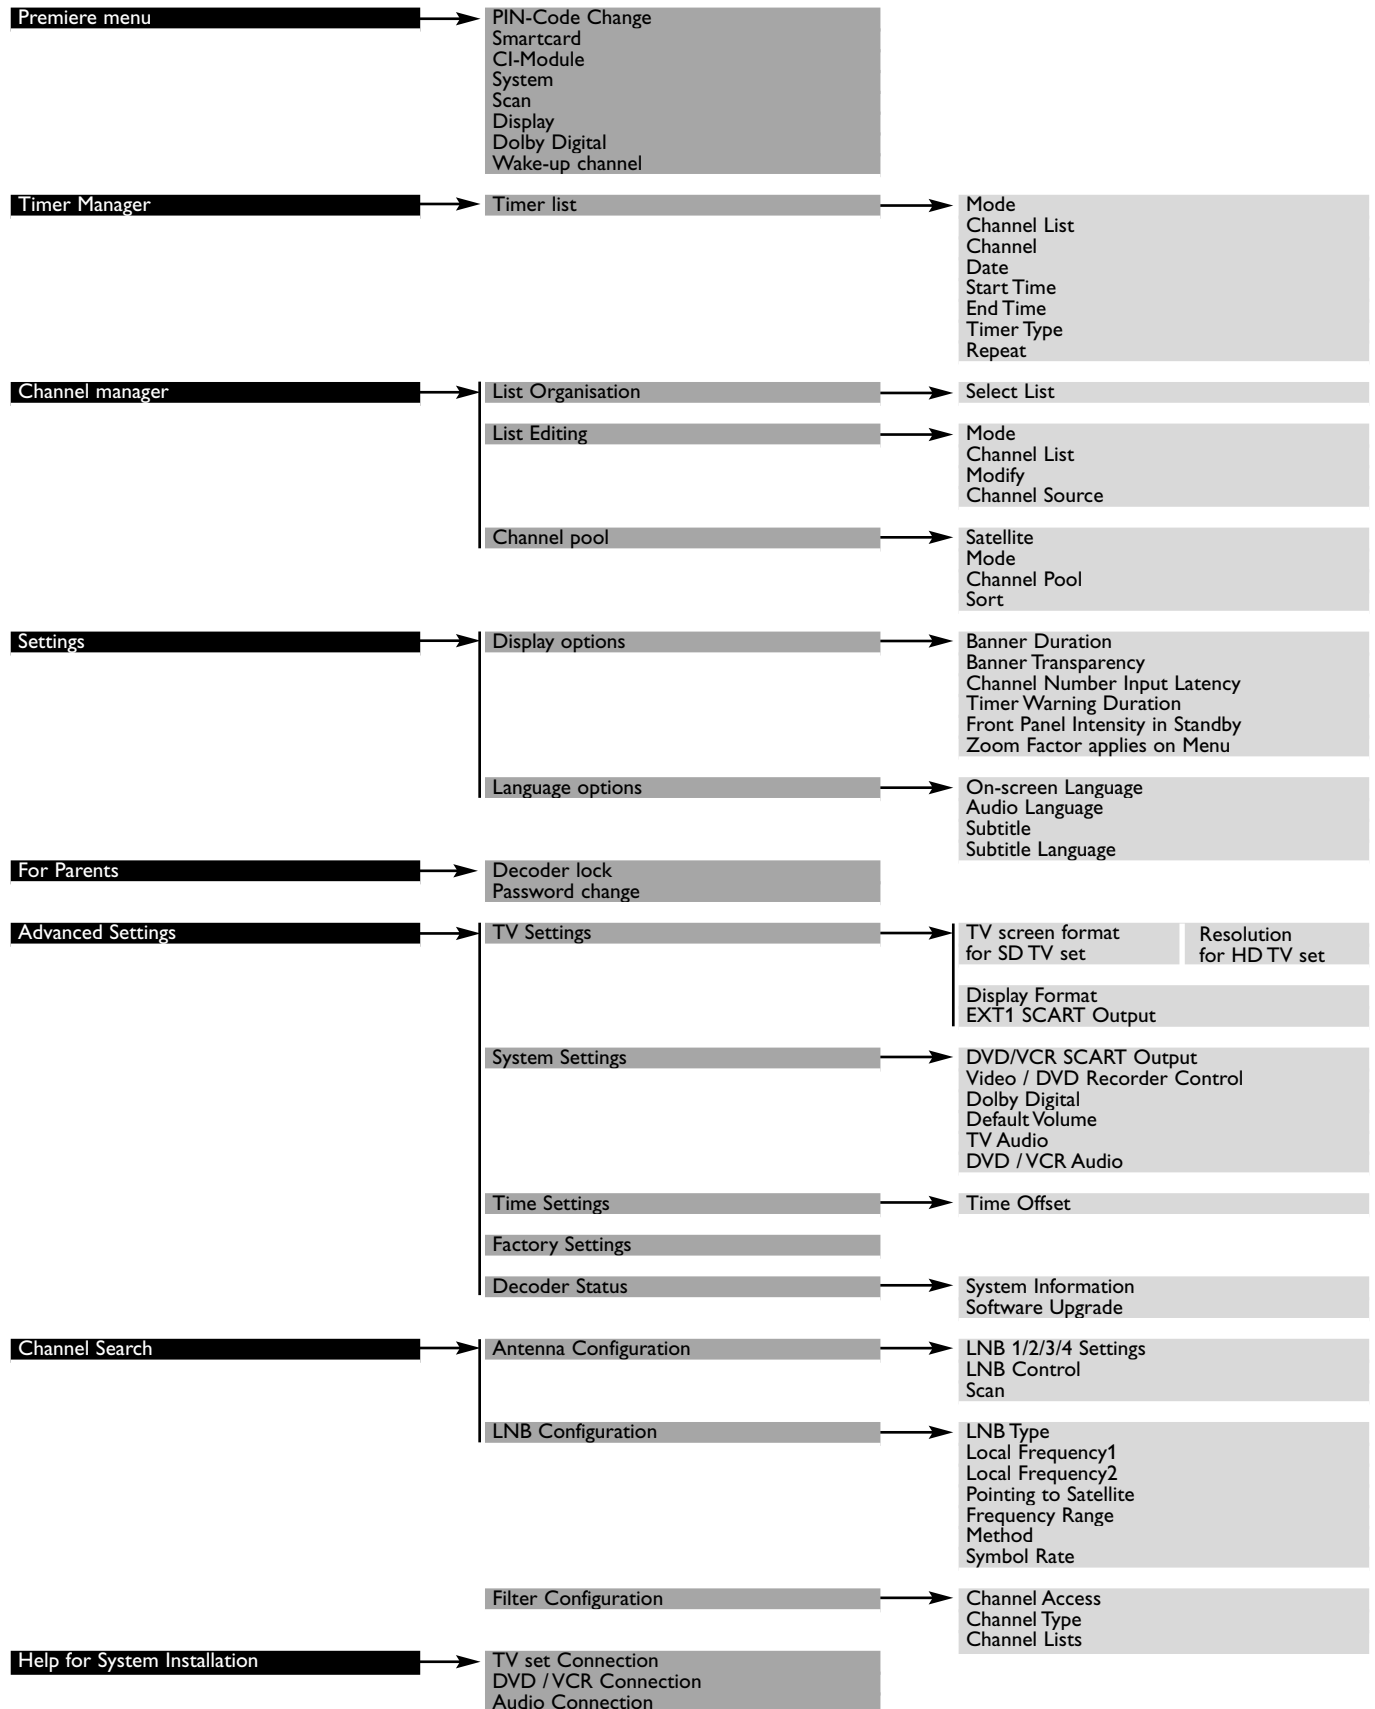 Premiere menu
PIN-Code Change
Smartcard
CI-Module
System
Scan
Display
Dolby Digital
Wake-up channel
Timer Manager
Timer list
Mode
Channel List
Channel
Date
Start Time
End Time
Timer Type
Repeat
Channel manager
List Organisation
Select List
List Editing
Mode
Channel List
Modify
Channel Source
Channel pool
Satellite
Mode
Channel Pool
Sort
Settings
Display options
Banner Duration
Banner Transparency
Channel Number Input Latency
Timer Warning Duration
Front Panel Intensity in Standby
Zoom Factor applies on Menu
Language options
On-screen Language
Audio Language
Subtitle
Subtitle Language
For Parents
Decoder lock
Password change
Advanced Settings
TV Settings
TV screen format
for SD TV set
Resolution
for HD TV set
Display Format
EXT1 SCART Output
System Settings
DVD/VCR SCART Output
Video / DVD Recorder Control
Dolby Digital
Default Volume
TV Audio
DVD / VCR Audio
Time Settings
Time Offset
Factory Settings
Decoder Status
System Information
Software Upgrade
Channel Search
Antenna Configuration
LNB 1/2/3/4 Settings
LNB Control
Scan
LNB Configuration
LNB Type
Local Frequency1
Local Frequency2
Pointing to Satellite
Frequency Range
Method
Symbol Rate
Filter Configuration
Channel Access
Channel Type
Channel Lists
Help for System Installation
TV set Connection
DVD / VCR Connection
Audio Connection